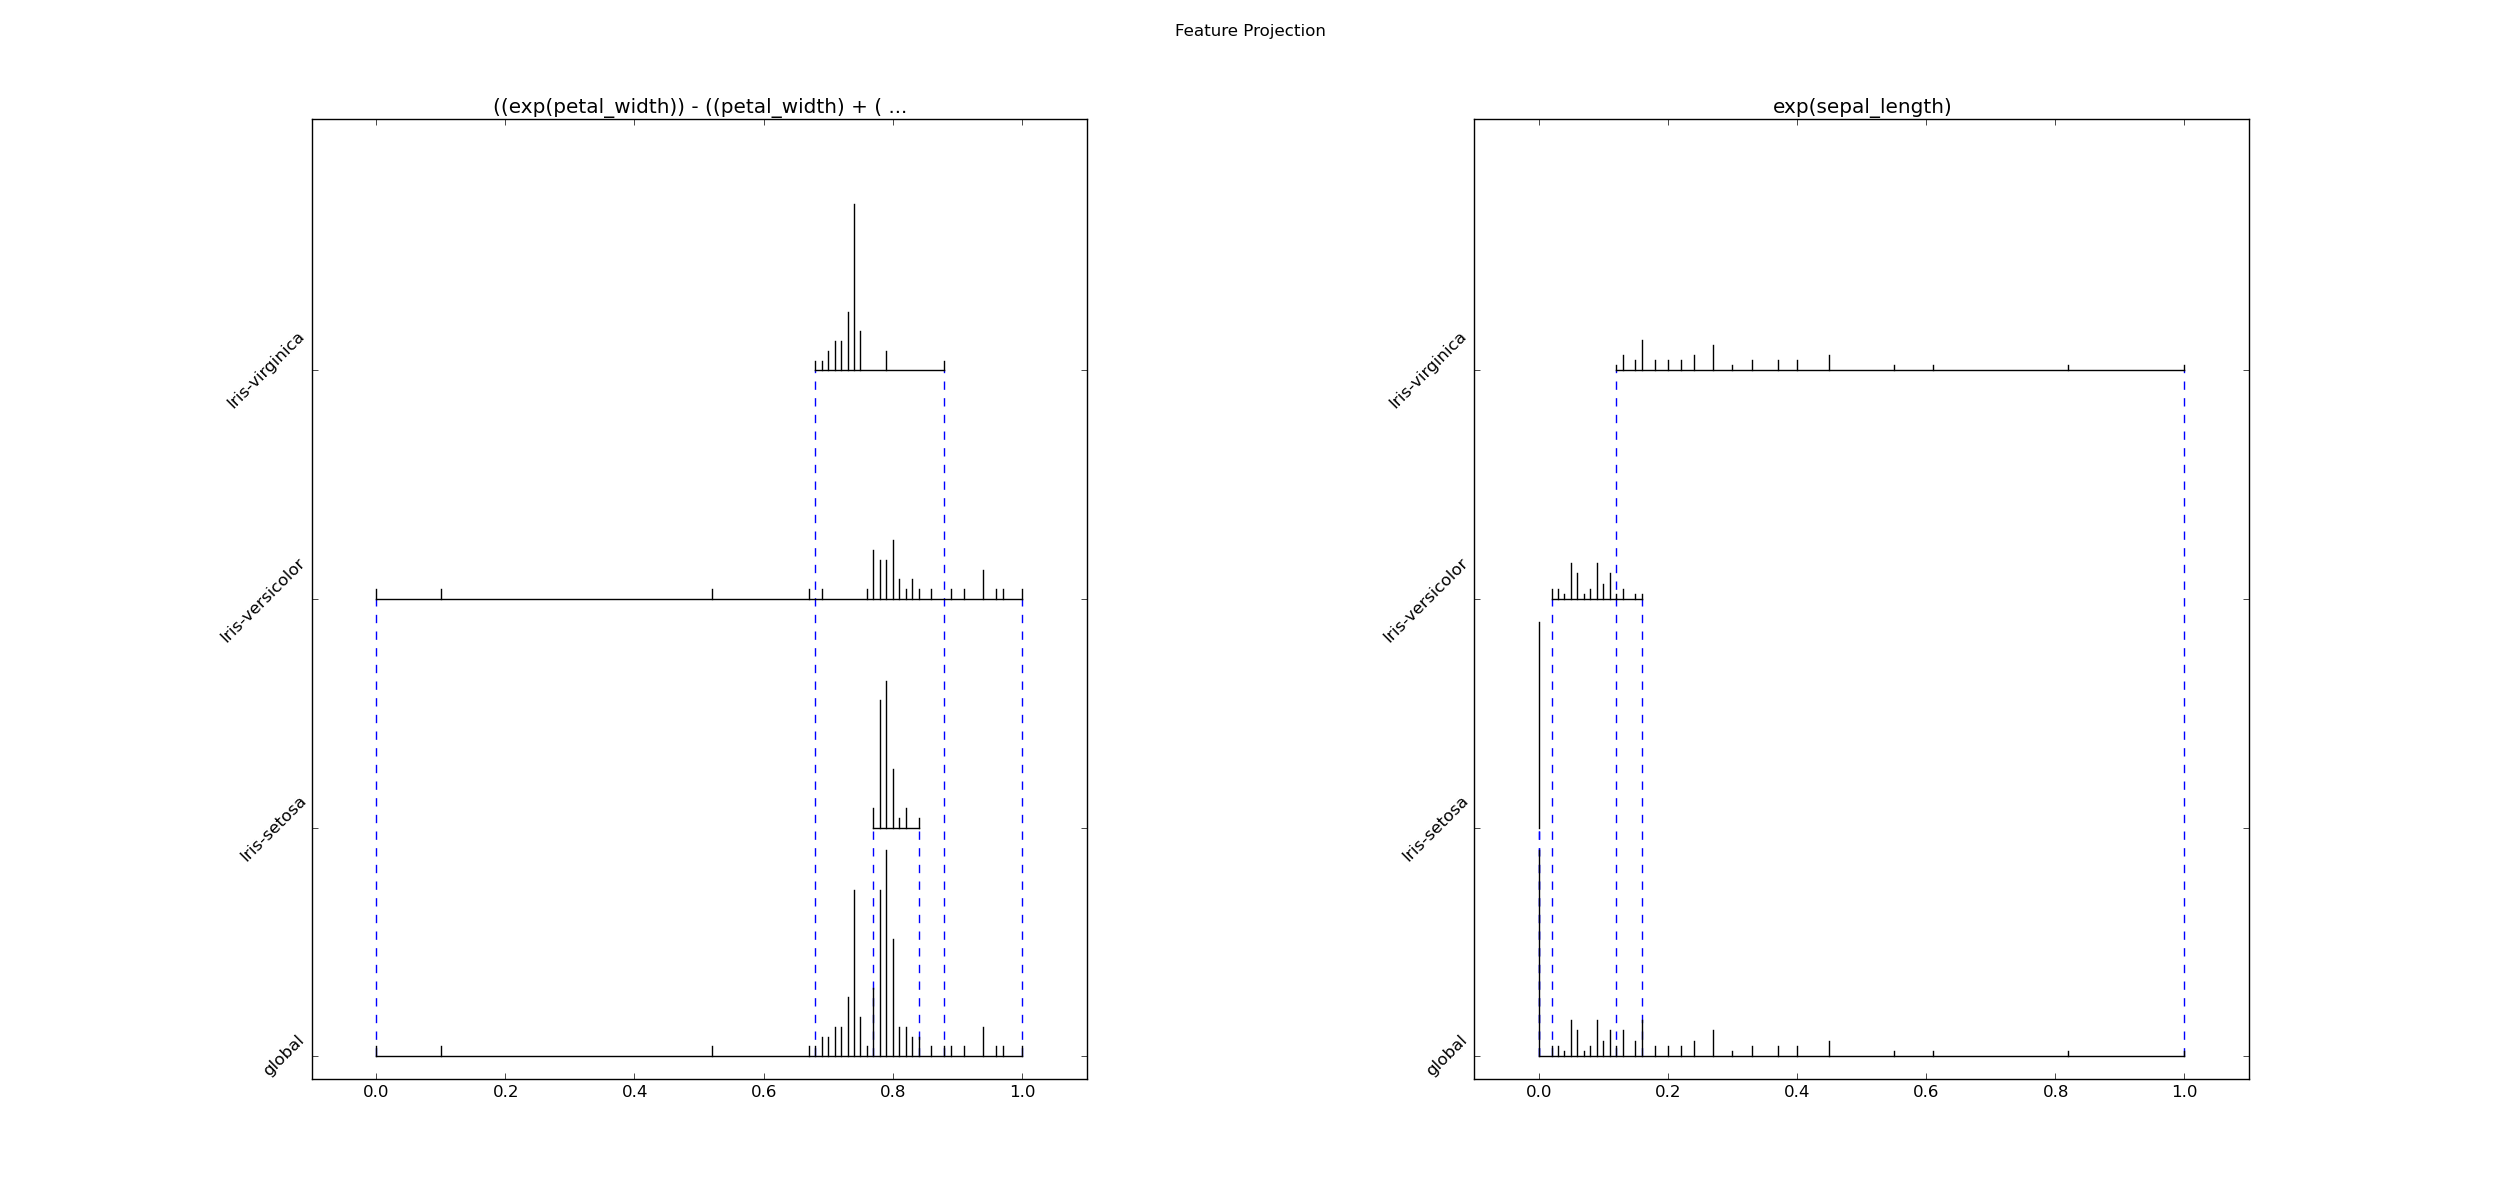 Feature Projection
((exp(petal_width)) - ((petal_width) + ( ...
Iris-virginica
Iris-versicolor
Iris-setosa
global
0.0 0.2 0.4 0.6 0.8 1.0
exp(sepal_length)
Iris-virginica
Iris-versicolor
Iris-setosa
global
0.0 0.2 0.4 0.6 0.8 1.0